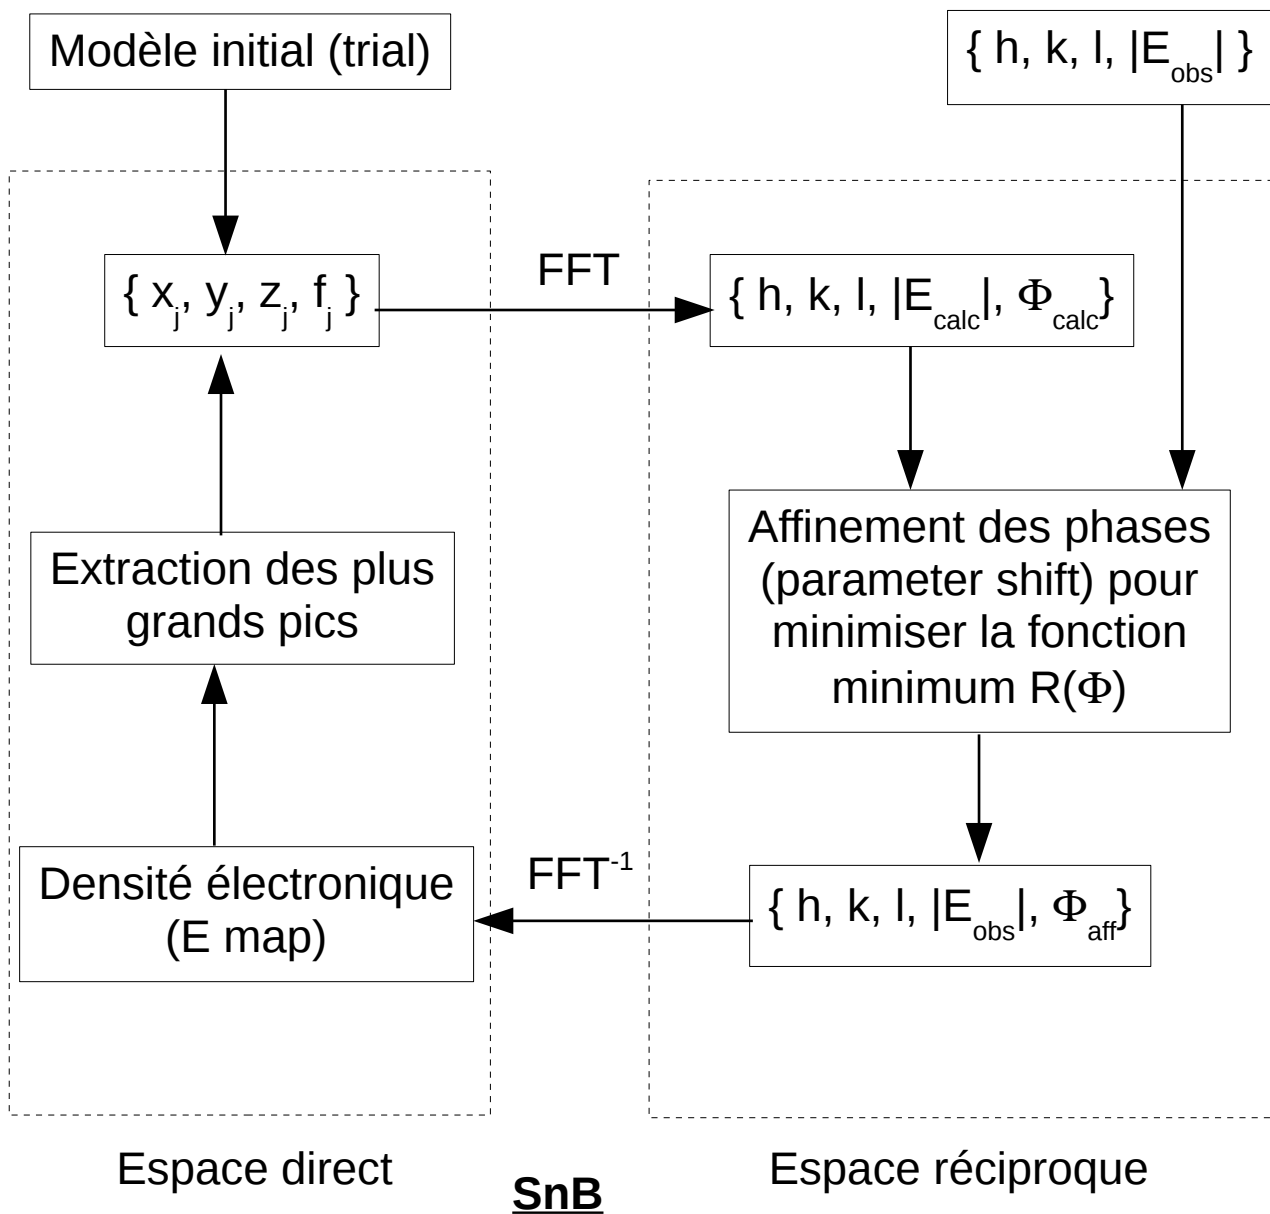 Modèle initial (trial)
{ h, k, l, |E_obs| }
{ x_j, y_j, z_j, f_j }
FFT
{ h, k, l, |E_calc|, Φ_calc}
Extraction des plus
grands pics
Affinement des phases
(parameter shift) pour
minimiser la fonction
minimum R(Φ)
Densité électronique
(E map)
FFT^-1
{ h, k, l, |E_obs|, Φ_aff}
Espace direct
Espace réciproque
SnB